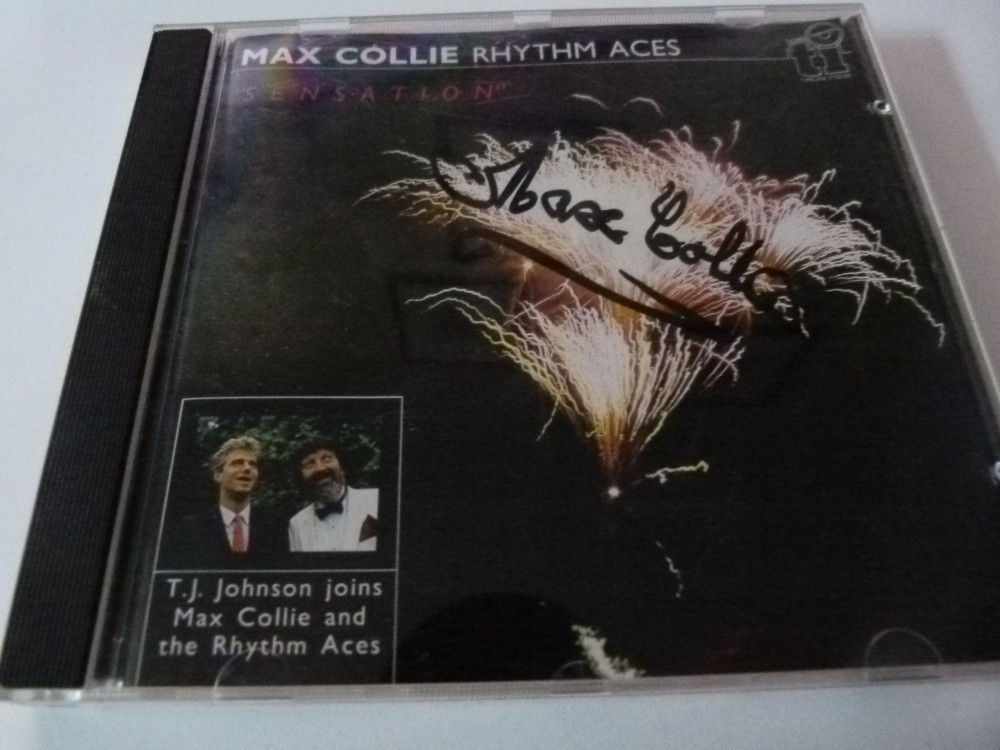 MAX COLLIE RHYTHM ACES
SENSATION
Max Collie
T.J. Johnson joins
Max Collie and
the Rhythm Aces